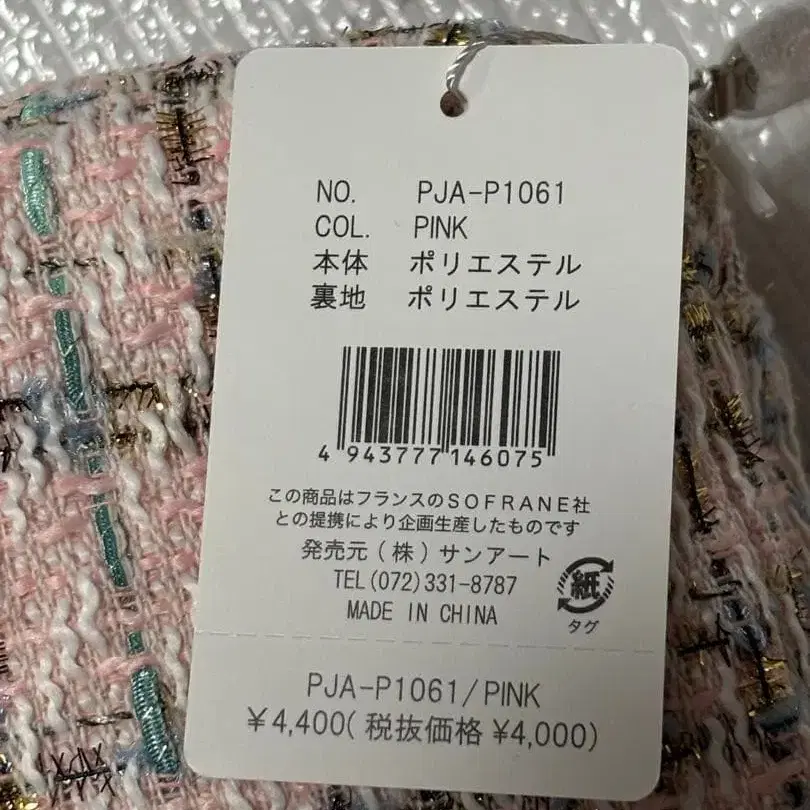 NO. PJA-P1061
COL. PINK
本体 ポリエステル
裏地 ポリエステル
4 943777 146075
この商品はフランスのSOFRANE社
との提携により企画生産したものです
発売元(株)サンアート
TEL(072)331-8787
MADE IN CHINA
紙
タグ
PJA-P1061/PINK
¥4,400(税抜価格 ¥4,000)